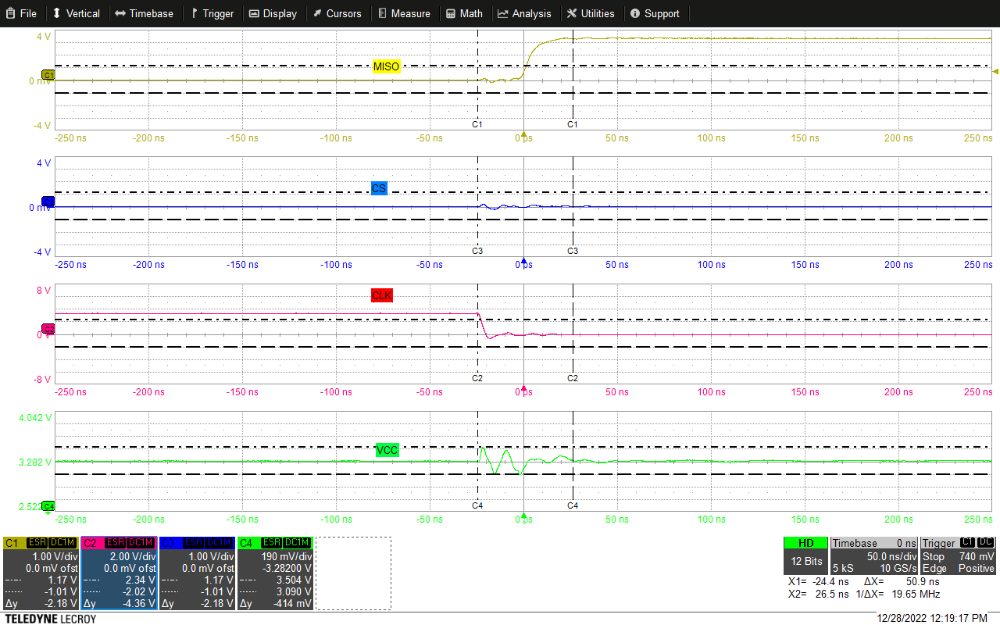 File Vertical Timebase Trigger Display Cursors Measure Math Analysis Utilities Support
4 V
MISO
C1
0 mV
-4 V
C1 C1
-250 ns -200 ns -150 ns -100 ns -50 ns 0 ps 50 ns 100 ns 150 ns 200 ns 250 ns
4 V
CS
C3
0 mV
-4 V
C3 C3
-250 ns -200 ns -150 ns -100 ns -50 ns 0 ps 50 ns 100 ns 150 ns 200 ns 250 ns
8 V
CLK
C2
0 V
-8 V
C2 C2
-250 ns -200 ns -150 ns -100 ns -50 ns 0 ps 50 ns 100 ns 150 ns 200 ns 250 ns
4.042 V
VCC
3.282 V
2.522
C4
C4 C4
-250 ns -200 ns -150 ns -100 ns -50 ns 0 ps 50 ns 100 ns 150 ns 200 ns 250 ns
C1 ESR DC1M
1.00 V/div
0.0 mV ofst
1.17 V
-1.01 V
Δy -2.18 V
C2 ESR DC1M
2.00 V/div
0.0 mV ofst
2.34 V
-2.02 V
Δy -4.36 V
C3 ESR DC1M
1.00 V/div
0.0 mV ofst
1.17 V
-1.01 V
Δy -2.18 V
C4 ESR DC1M
190 mV/div
-3.28200 V
3.504 V
3.090 V
Δy -414 mV
HD
12 Bits
Timebase 0 ns
50.0 ns/div
5 kS 10 GS/s
Trigger C1 DC
Stop 740 mV
Edge Positive
X1= -24.4 ns ΔX= 50.9 ns
X2= 26.5 ns 1/ΔX= 19.65 MHz
TELEDYNE LECROY
12/28/2022 12:19:17 PM